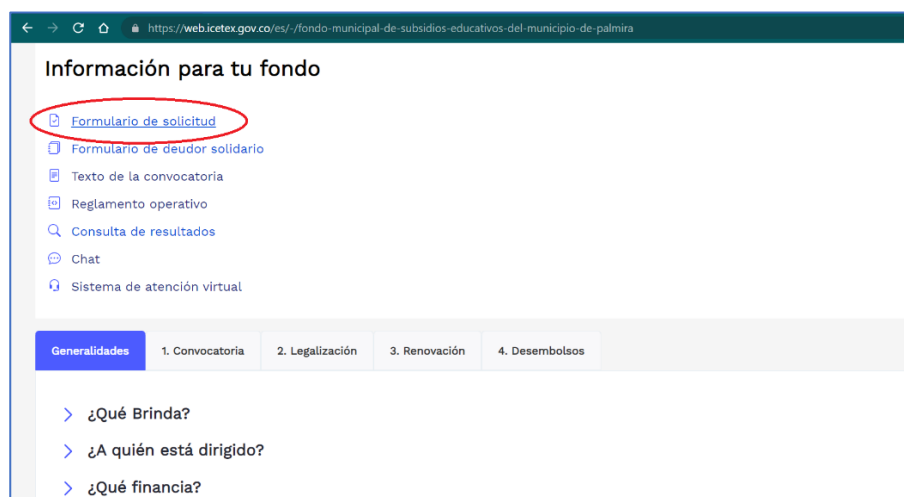 https://web.icetex.gov.co/es/-/fondo-municipal-de-subsidios-educativos-del-municipio-de-palmira
Información para tu fondo
Formulario de solicitud
Formulario de deudor solidario
Texto de la convocatoria
Reglamento operativo
Consulta de resultados
Chat
Sistema de atención virtual
Generalidades 1. Convocatoria 2. Legalización 3. Renovación 4. Desembolsos
¿Qué Brinda?
¿A quién está dirigido?
¿Qué financia?